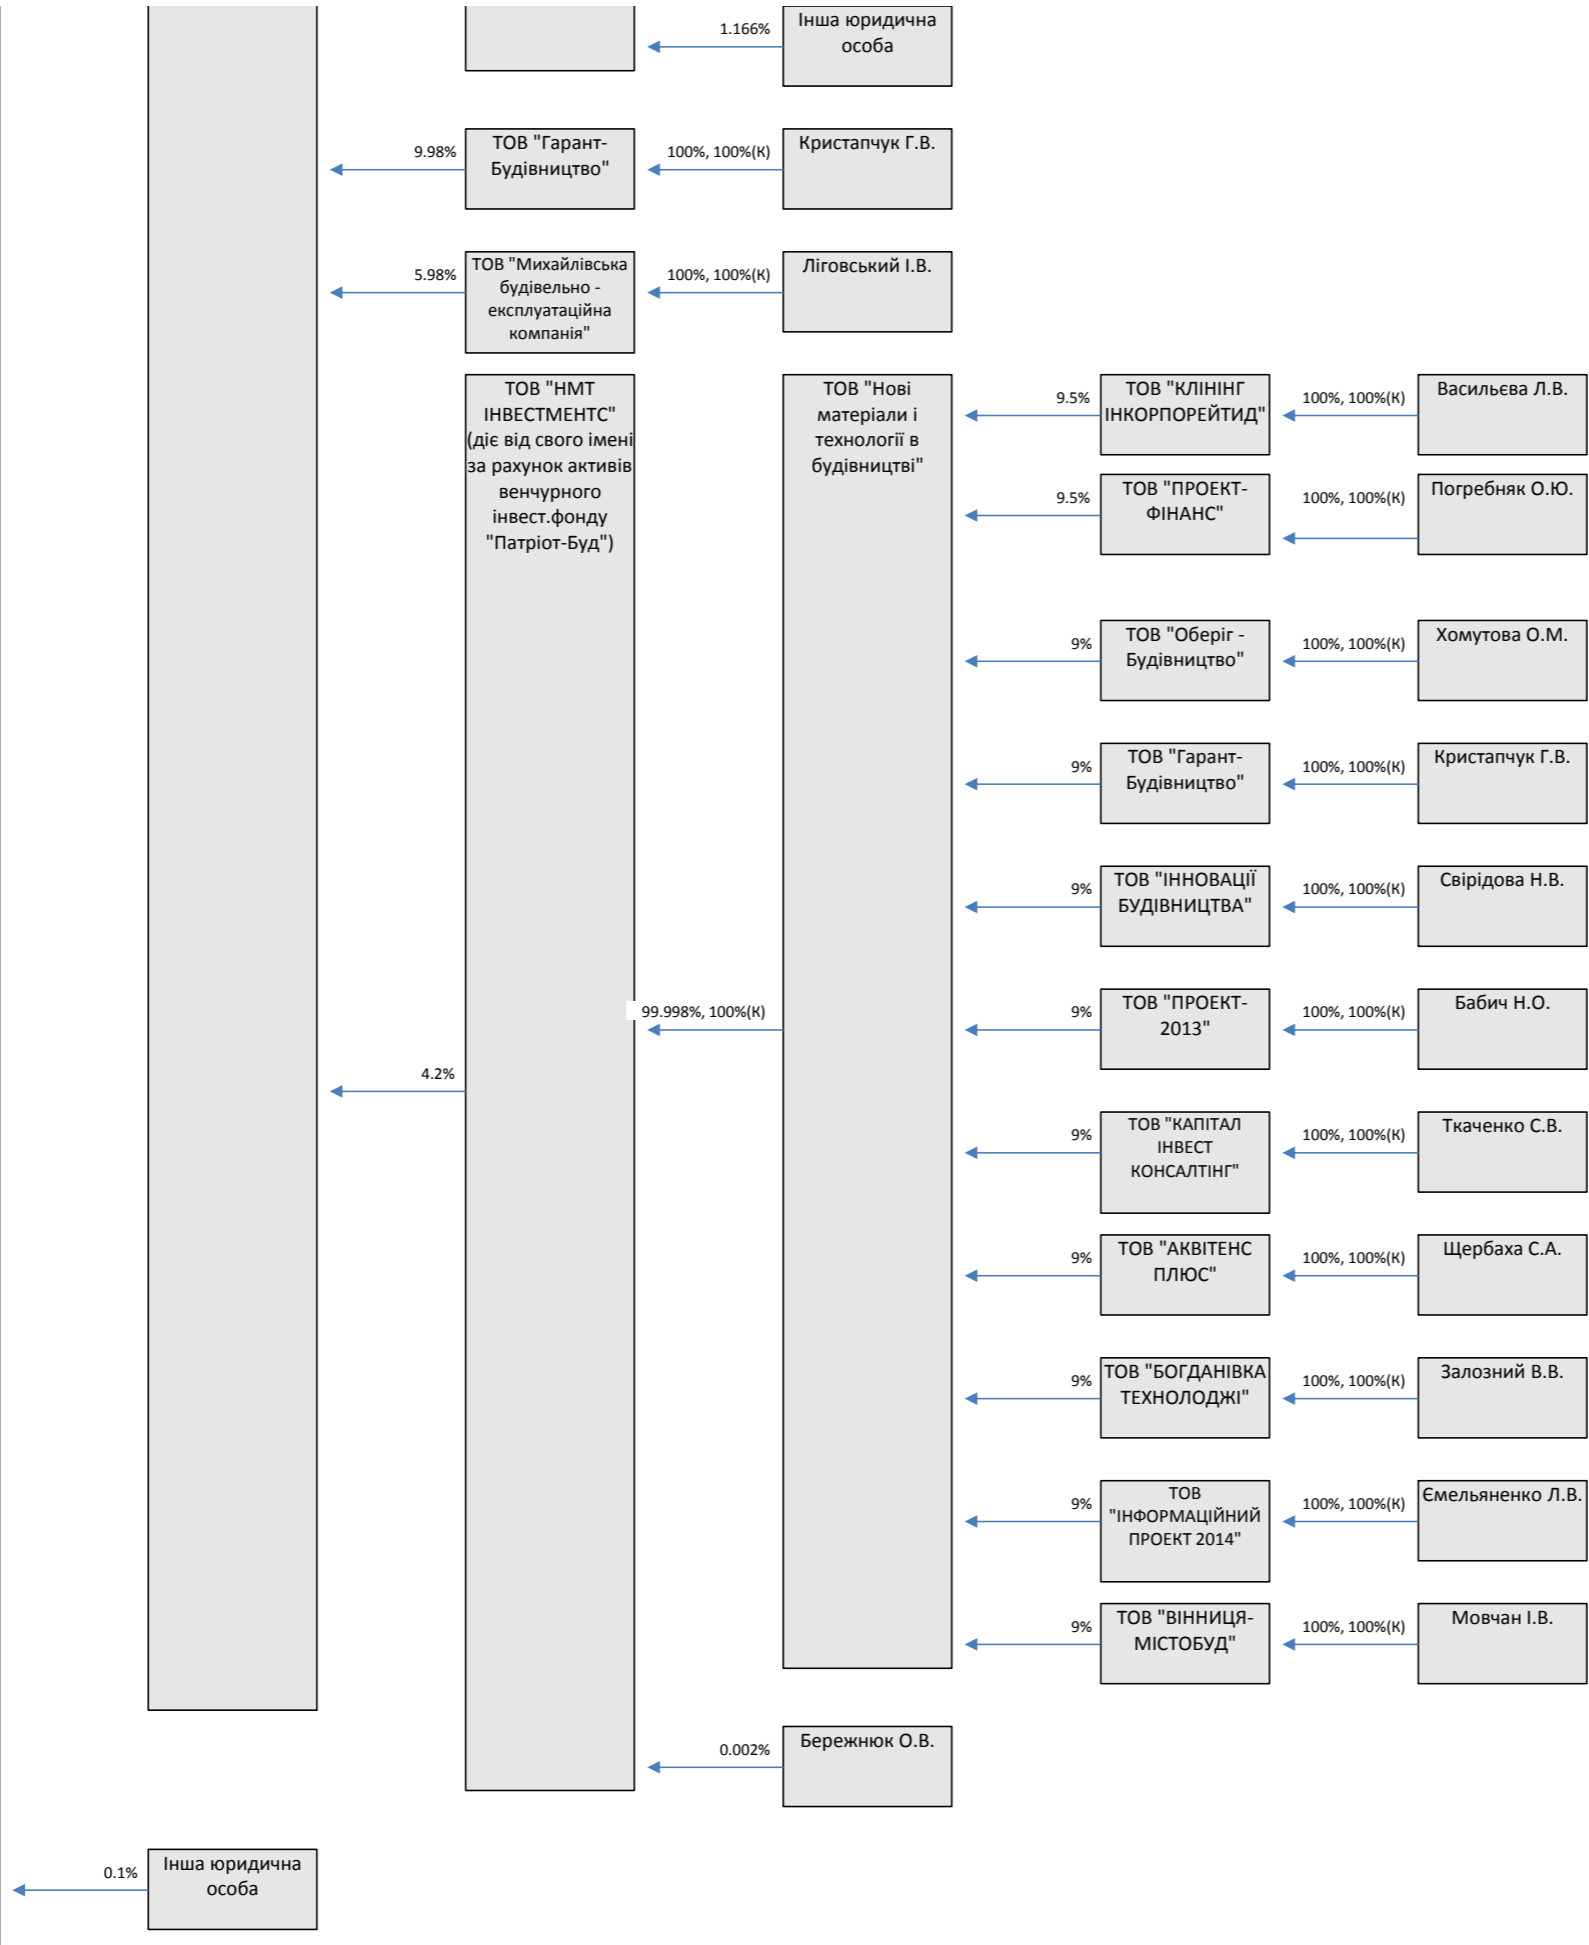 1.166%
Інша юридична
особа
9.98%
ТОВ "Гарант-
Будівництво"
100%, 100%(К)
Кристапчук Г.В.
5.98%
ТОВ "Михайлівська
будівельно -
експлуатаційна
компанія"
100%, 100%(К)
Ліговський І.В.
4.2%
ТОВ "НМТ
ІНВЕСТМЕНТС"
(діє від свого імені
за рахунок активів
венчурного
інвест.фонду
"Патріот-Буд")
99.998%, 100%(К)
ТОВ "Нові
матеріали і
технології в
будівництві"
9.5%
ТОВ "КЛІНІНГ
ІНКОРПОРЕЙТИД"
100%, 100%(К)
Васильєва Л.В.
9.5%
ТОВ "ПРОЕКТ-
ФІНАНС"
100%, 100%(К)
Погребняк О.Ю.
9%
ТОВ "Оберіг -
Будівництво"
100%, 100%(К)
Хомутова О.М.
9%
ТОВ "Гарант-
Будівництво"
100%, 100%(К)
Кристапчук Г.В.
9%
ТОВ "ІННОВАЦІЇ
БУДІВНИЦТВА"
100%, 100%(К)
Свірідова Н.В.
9%
ТОВ "ПРОЕКТ-
2013"
100%, 100%(К)
Бабич Н.О.
9%
ТОВ "КАПІТАЛ
ІНВЕСТ
КОНСАЛТІНГ"
100%, 100%(К)
Ткаченко С.В.
9%
ТОВ "АКВІТЕНС
ПЛЮС"
100%, 100%(К)
Щербаха С.А.
9%
ТОВ "БОГДАНІВКА
ТЕХНОЛОДЖІ"
100%, 100%(К)
Залозний В.В.
9%
ТОВ
"ІНФОРМАЦІЙНИЙ
ПРОЕКТ 2014"
100%, 100%(К)
Ємельяненко Л.В.
9%
ТОВ "ВІННИЦЯ-
МІСТОБУД"
100%, 100%(К)
Мовчан І.В.
0.002%
Бережнюк О.В.
0.1%
Інша юридична
особа